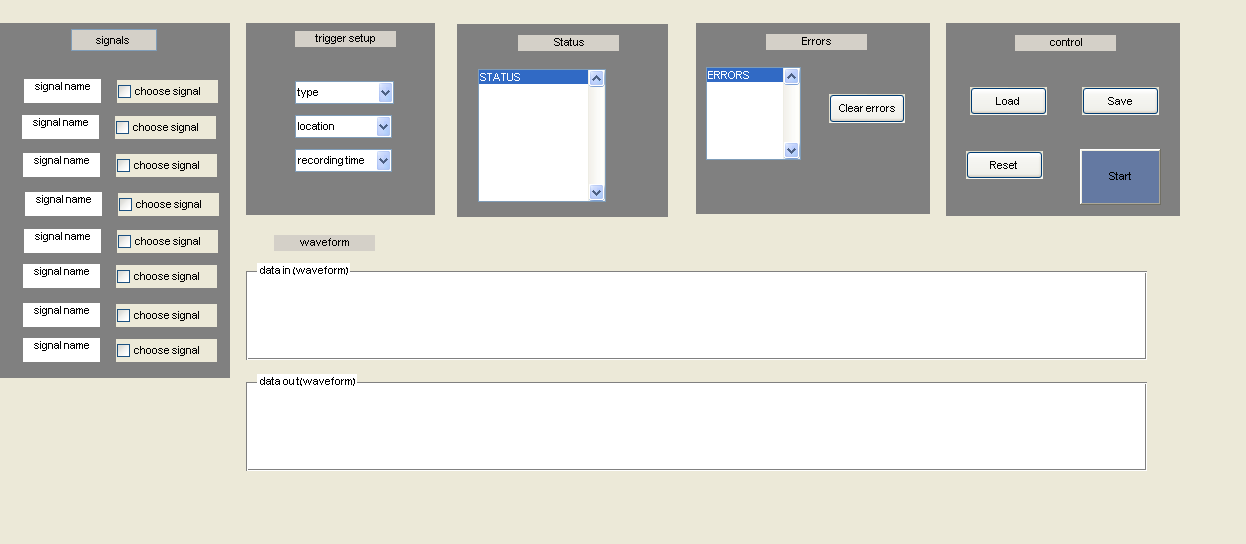 signals
signal name
choose signal
signal name
choose signal
signal name
choose signal
signal name
choose signal
signal name
choose signal
signal name
choose signal
signal name
choose signal
signal name
choose signal
trigger setup
type
location
recording time
Status
STATUS
Errors
ERRORS
Clear errors
control
Load
Save
Reset
Start
waveform
data in (waveform)
data out(waveform)